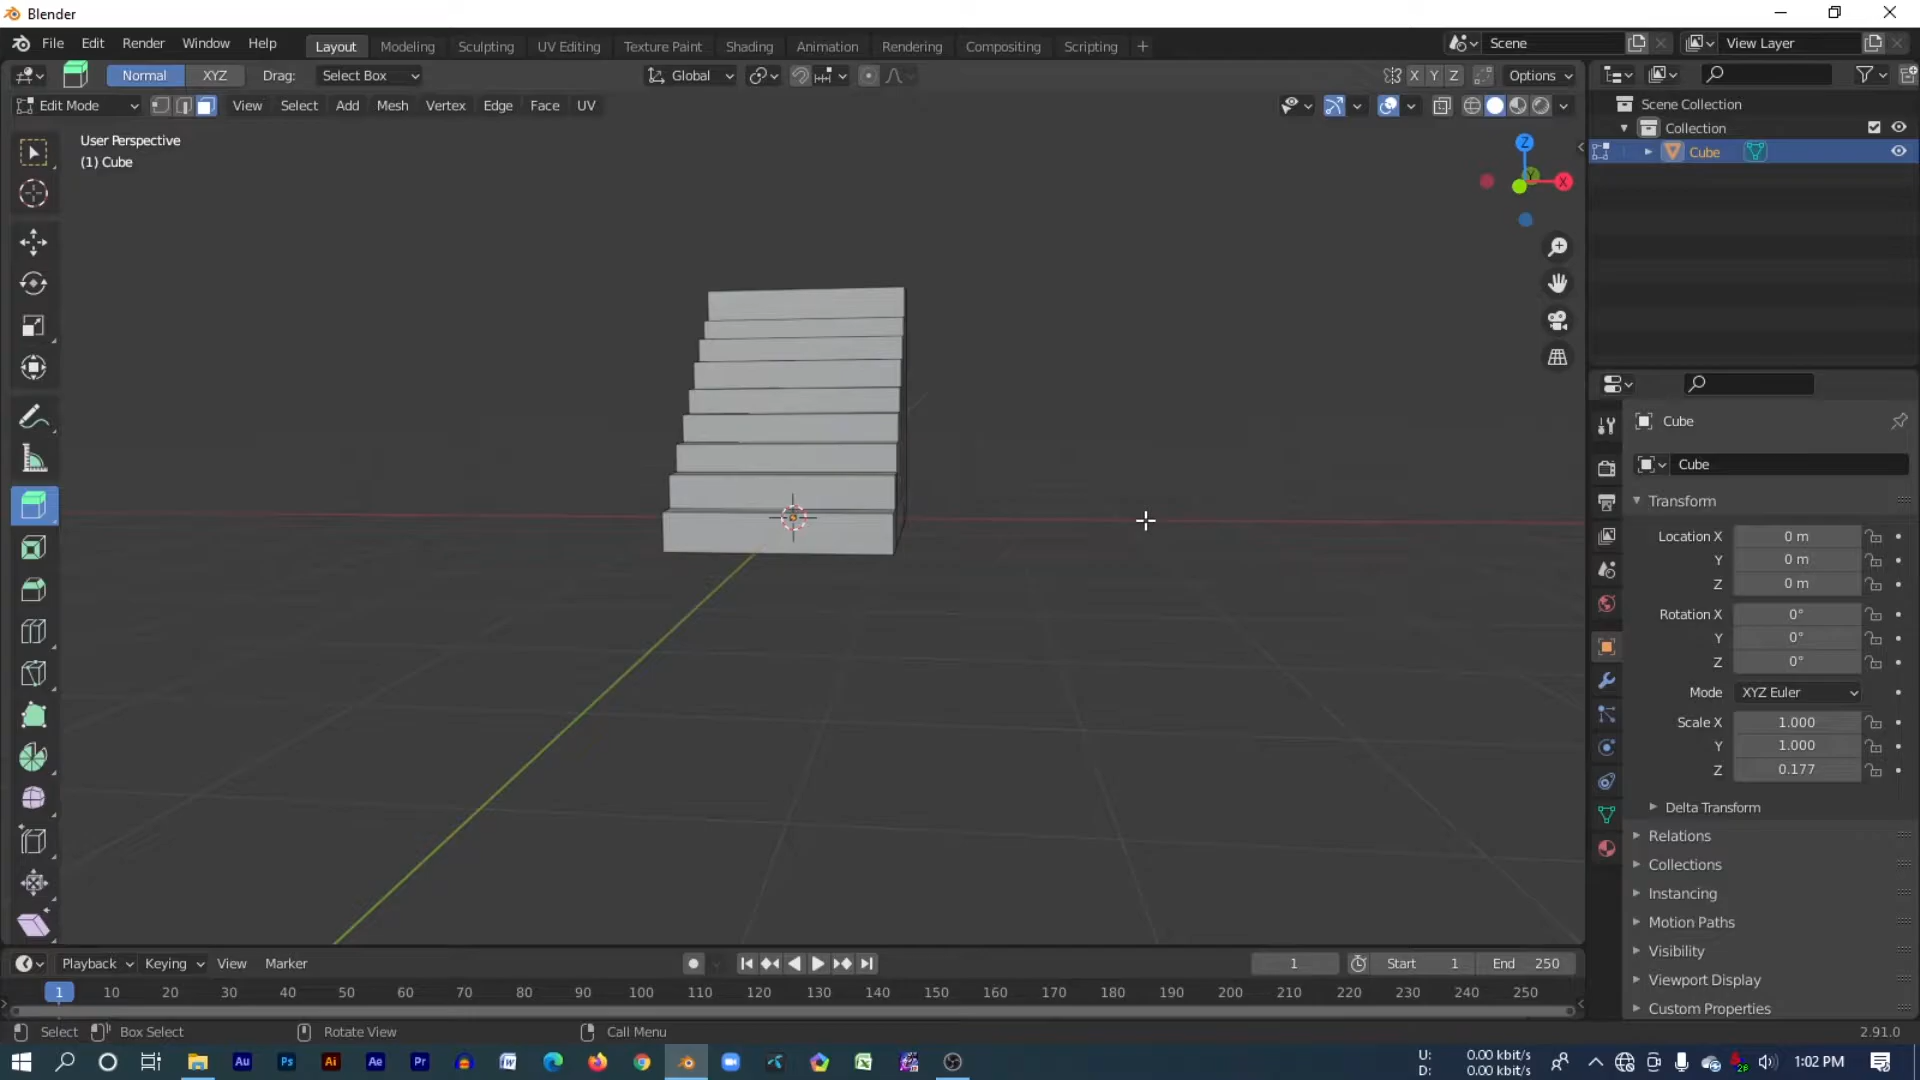 Blender
File Edit Render Window Help
Layout Modeling Sculpting UV Editing Texture Paint Shading Animation Rendering Compositing Scripting +
Scene
View Layer
Normal XYZ Drag: Select Box
Global
X Y Z Options
Edit Mode View Select Add Mesh Vertex Edge Face UV
User Perspective
(1) Cube
Z
Y
X
Scene Collection
Collection
Cube
Cube
Cube
Transform
Location X 0 m
Y 0 m
Z 0 m
Rotation X 0°
Y 0°
Z 0°
Mode XYZ Euler
Scale X 1.000
Y 1.000
Z 0.177
Delta Transform
Relations
Collections
Instancing
Motion Paths
Visibility
Viewport Display
Custom Properties
Playback Keying View Marker
1 Start 1 End 250
1 10 20 30 40 50 60 70 80 90 100 110 120 130 140 150 160 170 180 190 200 210 220 230 240 250
Select Box Select Rotate View Call Menu 2.91.0
Au Ps Ai Ae Pr
U: 0.00 kbit/s
D: 0.00 kbit/s
1:02 PM